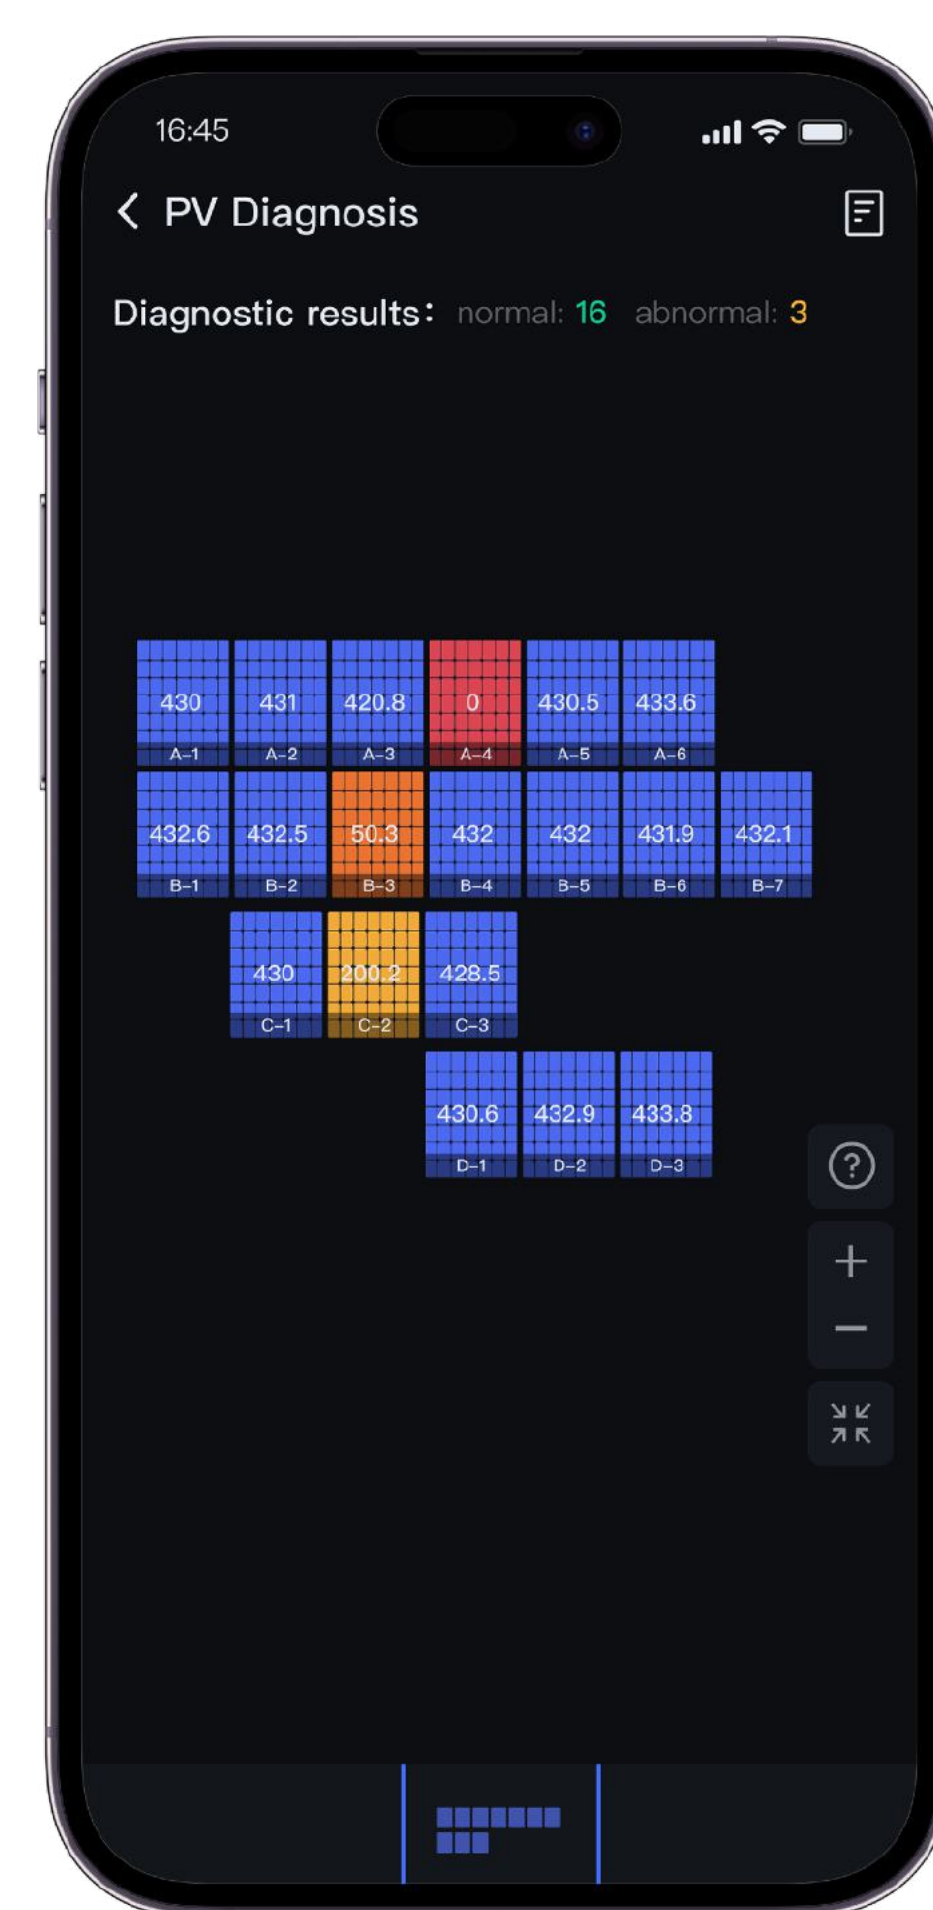 16:45
PV Diagnosis
Diagnostic results: normal: 16 abnormal: 3
430 431 420.8 0 430.5 433.6
A-1 A-2 A-3 A-4 A-5 A-6
432.6 432.5 50.3 432 432 431.9 432.1
B-1 B-2 B-3 B-4 B-5 B-6 B-7
430 200.2 428.5
C-1 C-2 C-3
430.6 432.9 433.8
D-1 D-2 D-3
?
+
−